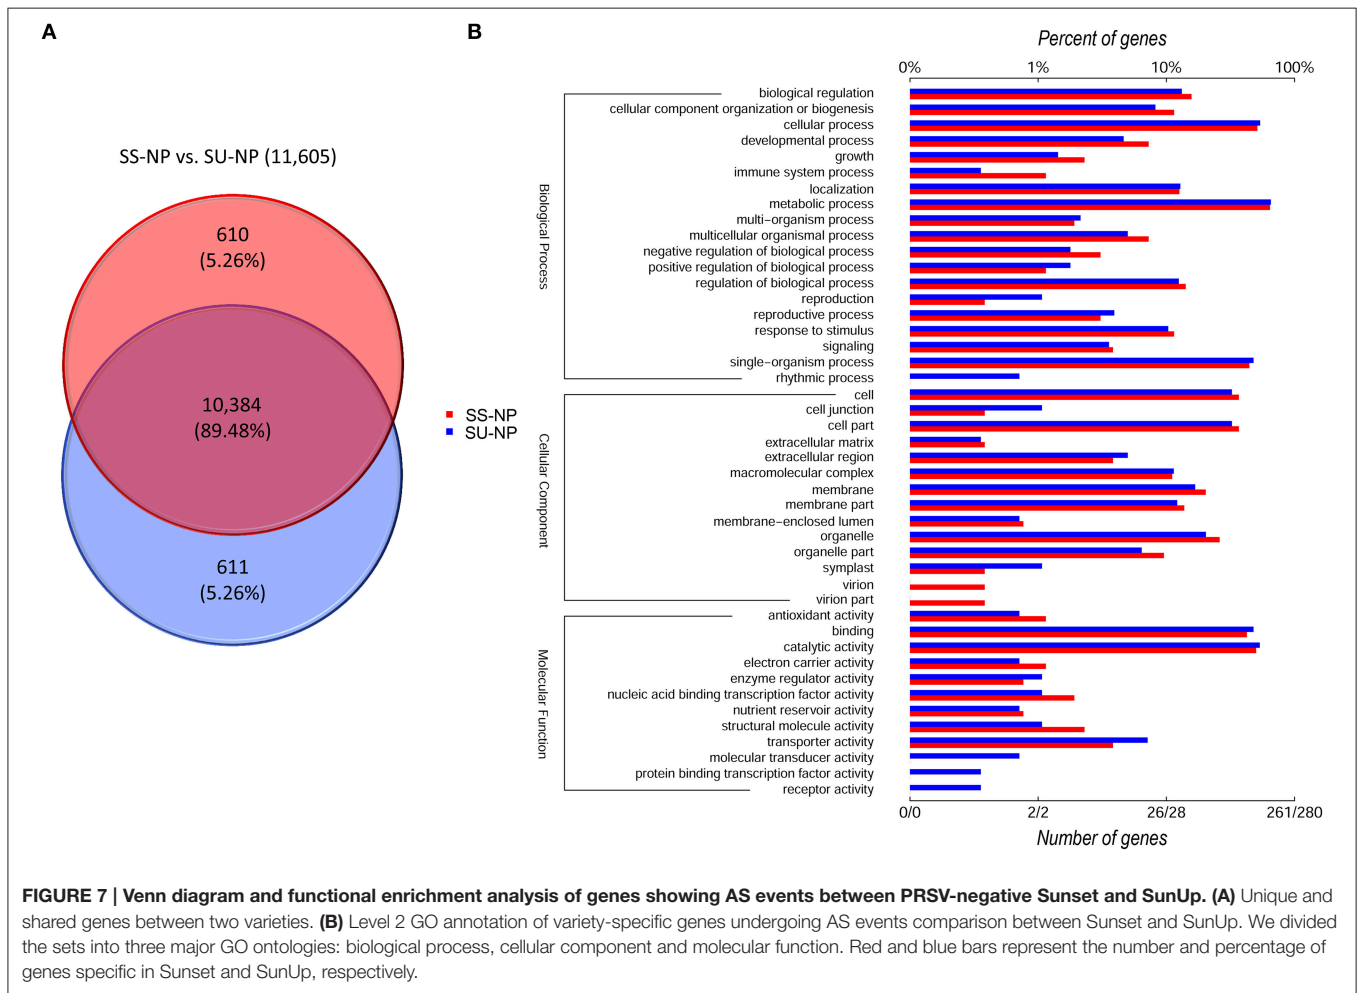 A
SS-NP vs. SU-NP (11,605)
610
(5.26%)
10,384
(89.48%)
611
(5.26%)
SS-NP
SU-NP
B
Percent of genes
0% 1% 10% 100%
Biological Process
biological regulation
cellular component organization or biogenesis
cellular process
developmental process
growth
immune system process
localization
metabolic process
multi-organism process
multicellular organismal process
negative regulation of biological process
positive regulation of biological process
regulation of biological process
reproduction
reproductive process
response to stimulus
signaling
single-organism process
rhythmic process
Cellular Component
cell
cell junction
cell part
extracellular matrix
extracellular region
macromolecular complex
membrane
membrane part
membrane-enclosed lumen
organelle
organelle part
symplast
virion
virion part
Molecular Function
antioxidant activity
binding
catalytic activity
electron carrier activity
enzyme regulator activity
nucleic acid binding transcription factor activity
nutrient reservoir activity
structural molecule activity
transporter activity
molecular transducer activity
protein binding transcription factor activity
receptor activity
0/0 2/2 26/28 261/280
Number of genes
FIGURE 7 | Venn diagram and functional enrichment analysis of genes showing AS events between PRSV-negative Sunset and SunUp. (A) Unique and
shared genes between two varieties. (B) Level 2 GO annotation of variety-specific genes undergoing AS events comparison between Sunset and SunUp. We divided
the sets into three major GO ontologies: biological process, cellular component and molecular function. Red and blue bars represent the number and percentage of
genes specific in Sunset and SunUp, respectively.